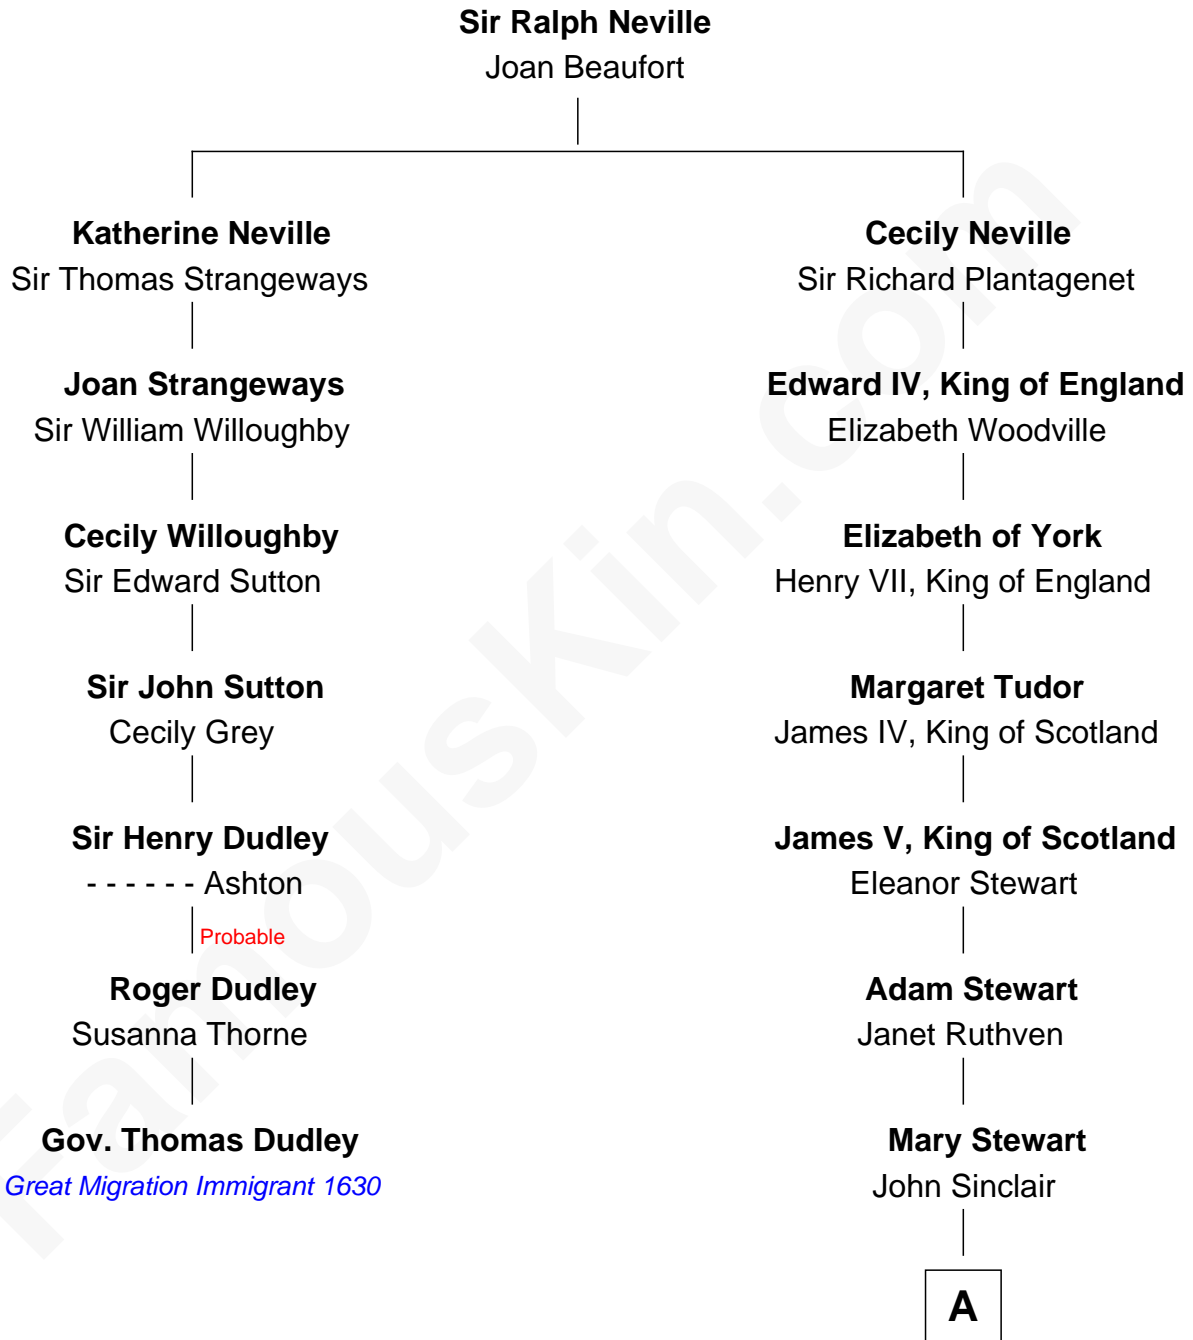 Sir Ralph Neville
Joan Beaufort
Katherine Neville
Sir Thomas Strangeways
Cecily Neville
Sir Richard Plantagenet
Joan Strangeways
Sir William Willoughby
Edward IV, King of England
Elizabeth Woodville
Cecily Willoughby
Sir Edward Sutton
Elizabeth of York
Henry VII, King of England
Sir John Sutton
Cecily Grey
Margaret Tudor
James IV, King of Scotland
Sir Henry Dudley
- - - - - - Ashton
James V, King of Scotland
Eleanor Stewart
Probable
Roger Dudley
Susanna Thorne
Adam Stewart
Janet Ruthven
Gov. Thomas Dudley
Great Migration Immigrant 1630
Mary Stewart
John Sinclair
A
FamousKin.com